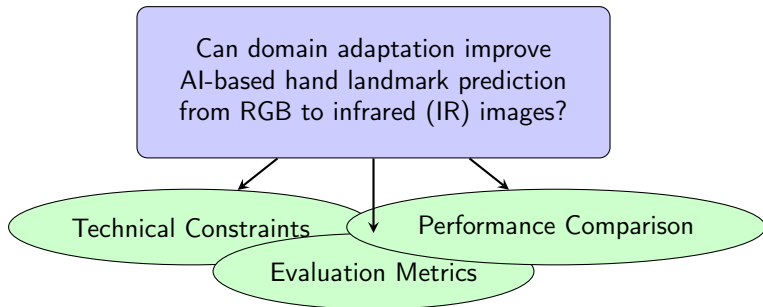 Can domain adaptation improve
AI-based hand landmark prediction
from RGB to infrared (IR) images?
Technical Constraints
Performance Comparison
Evaluation Metrics